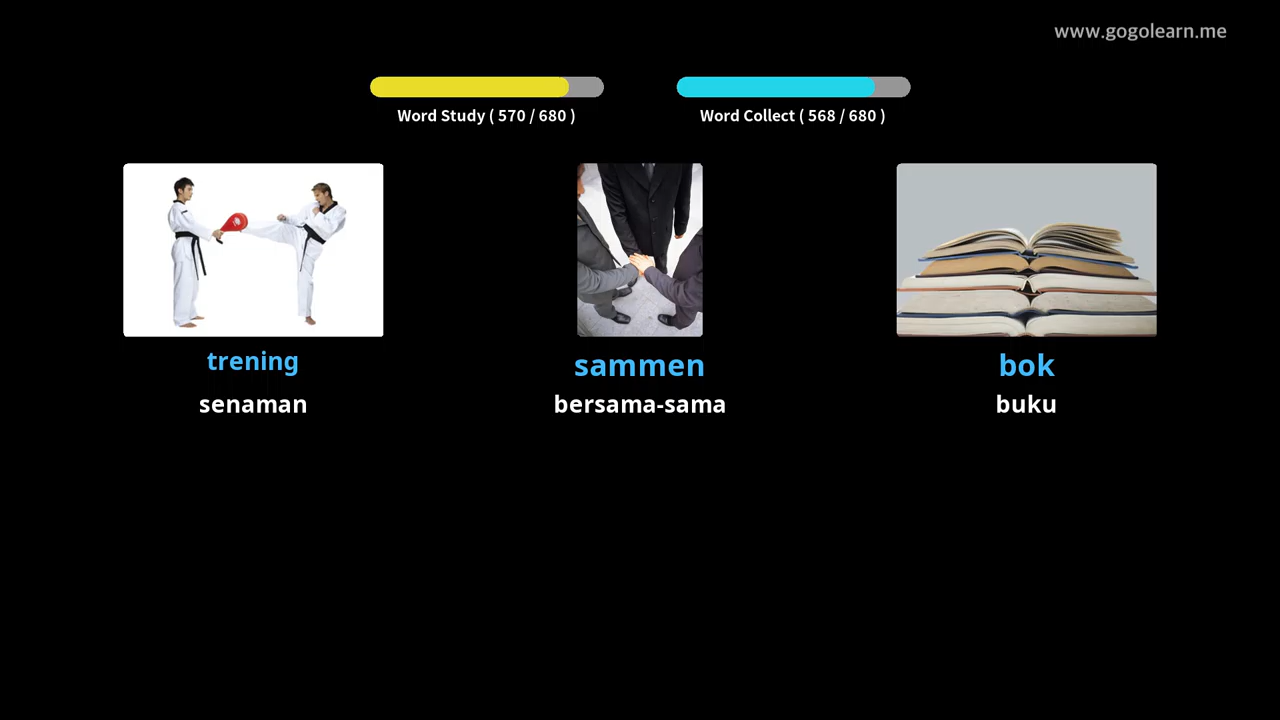 www.gogolearn.me
Word Study ( 570 / 680 )
Word Collect ( 568 / 680 )
trening
senaman
sammen
bersama-sama
bok
buku